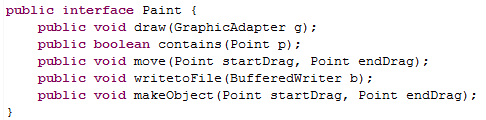 public interface Paint {
    public void draw(GraphicAdapter g);
    public boolean contains(Point p);
    public void move(Point startDrag, Point endDrag);
    public void writetoFile(BufferedWriter b);
    public void makeObject(Point startDrag, Point endDrag);
}